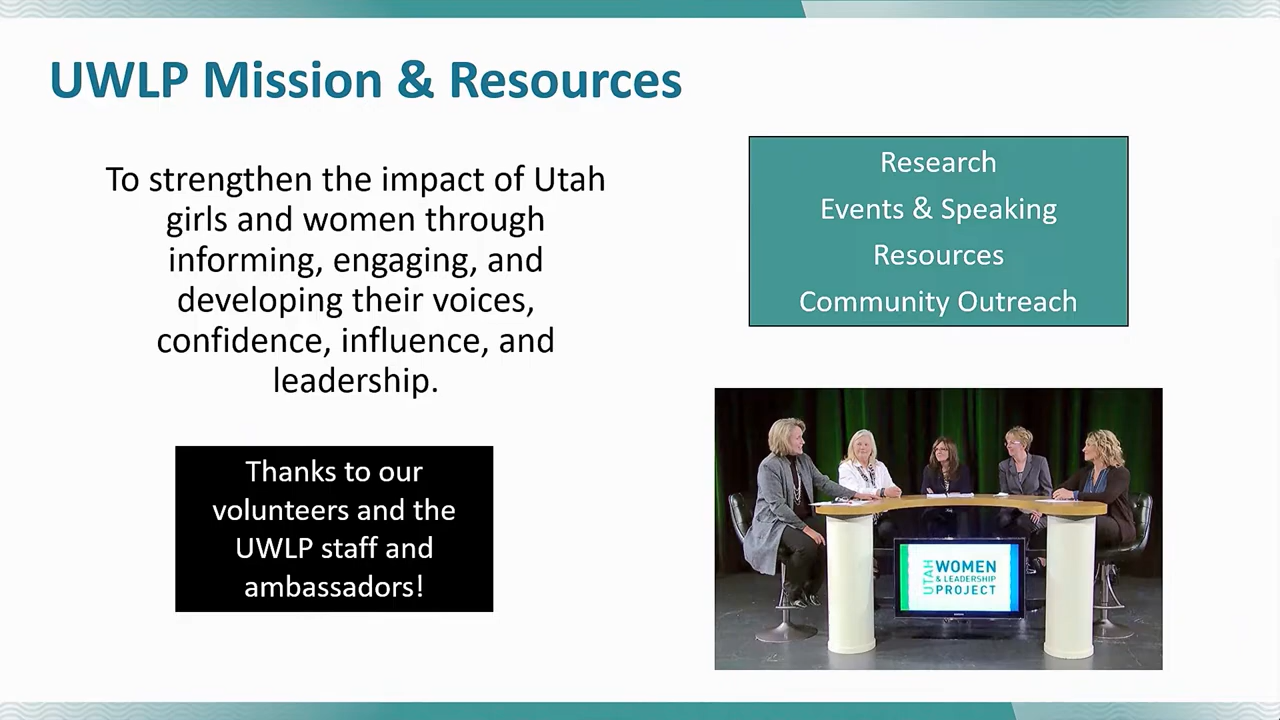 UWLP Mission & Resources
To strengthen the impact of Utah
girls and women through
informing, engaging, and
developing their voices,
confidence, influence, and
leadership.
Thanks to our
volunteers and the
UWLP staff and
ambassadors!
Research
Events & Speaking
Resources
Community Outreach
UTAH
WOMEN
& LEADERSHIP
PROJECT